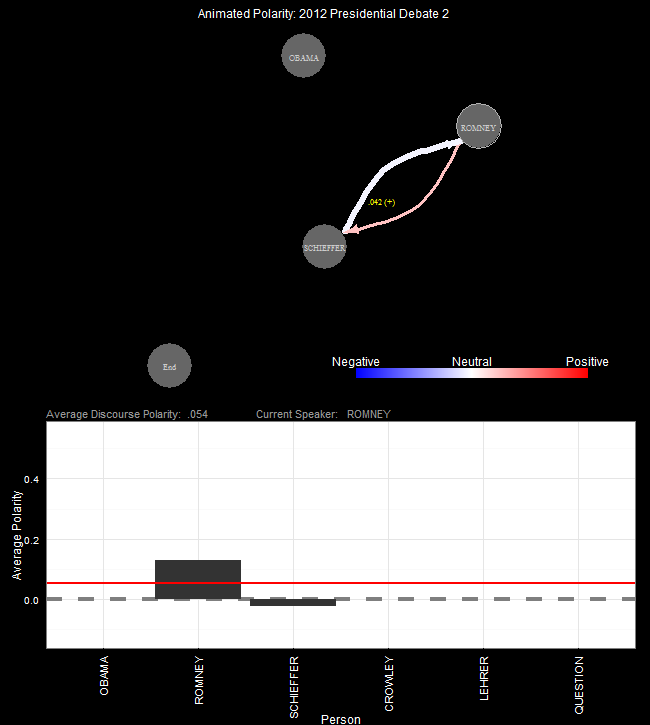 Animated Polarity: 2012 Presidential Debate 2
OBAMA
ROMNEY
.042 (+)
SCHIEFFER
Negative Neutral Positive
End
Average Discourse Polarity: .054 Current Speaker: ROMNEY
Average Polarity
0.4
0.2
0.0
OBAMA
ROMNEY
SCHIEFFER
CROWLEY
LEHRER
QUESTION
Person